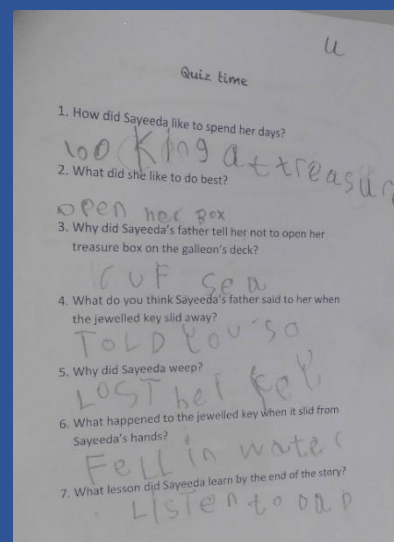 u
Quiz time
1. How did Sayeeda like to spend her days?
looking at treasur
2. What did she like to do best?
open her Box
3. Why did Sayeeda's father tell her not to open her
treasure box on the galleon's deck?
ruf sea
4. What do you think Sayeeda's father said to her when
the jewelled key slid away?
TOLD YOU SO
5. Why did Sayeeda weep?
LOST her key
6. What happened to the jewelled key when it slid from
Sayeeda's hands?
FeLL in water
7. What lesson did Sayeeda learn by the end of the story?
Listen to DaD